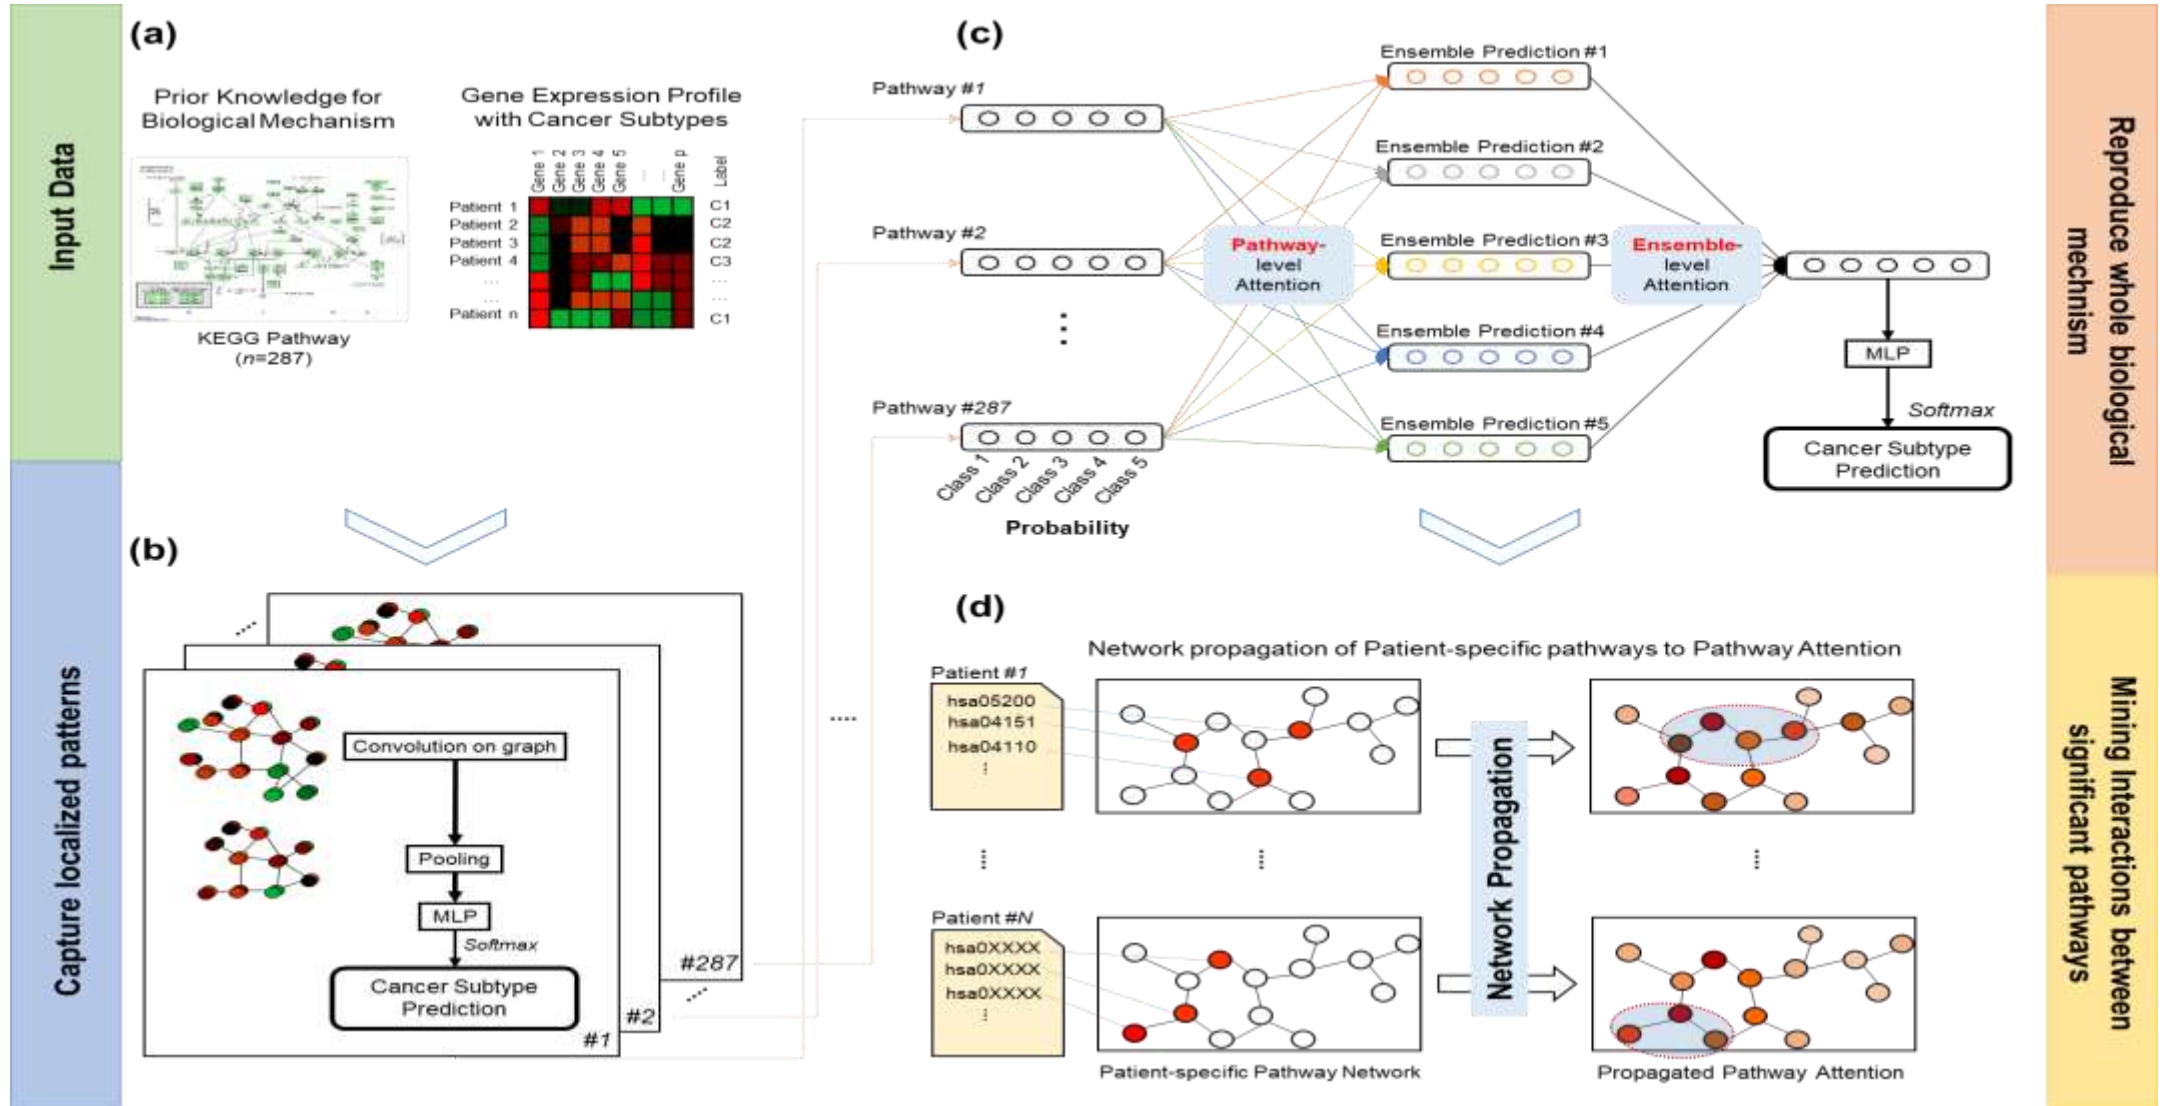 Input Data
Capture localized patterns
(a)
Prior Knowledge for
Biological Mechanism
KEGG Pathway
(n=287)
Gene Expression Profile
with Cancer Subtypes
Gene 1
Gene 2
Gene 3
Gene 4
Gene 5
...
...
Gene p
Label
Patient 1
C1
Patient 2
C2
Patient 3
C2
Patient 4
C3
...
...
...
...
Patient n
C1
(b)
....
Convolution on graph
Pooling
MLP
Softmax
Cancer Subtype
Prediction
#1
#2
....
#287
....
(c)
Pathway #1
Pathway #2
Pathway #287
Class 1
Class 2
Class 3
Class 4
Class 5
Probability
Pathway-
level
Attention
Ensemble Prediction #1
Ensemble Prediction #2
Ensemble Prediction #3
Ensemble Prediction #4
Ensemble Prediction #5
Ensemble-
level
Attention
MLP
Softmax
Cancer Subtype
Prediction
(d)
Network propagation of Patient-specific pathways to Pathway Attention
Patient #1
hsa05200
hsa04151
hsa04110
Patient #N
hsa0XXXX
hsa0XXXX
hsa0XXXX
Patient-specific Pathway Network
Network Propagation
Propagated Pathway Attention
Reproduce whole biological
mechnism
Mining Interactions between
significant pathways